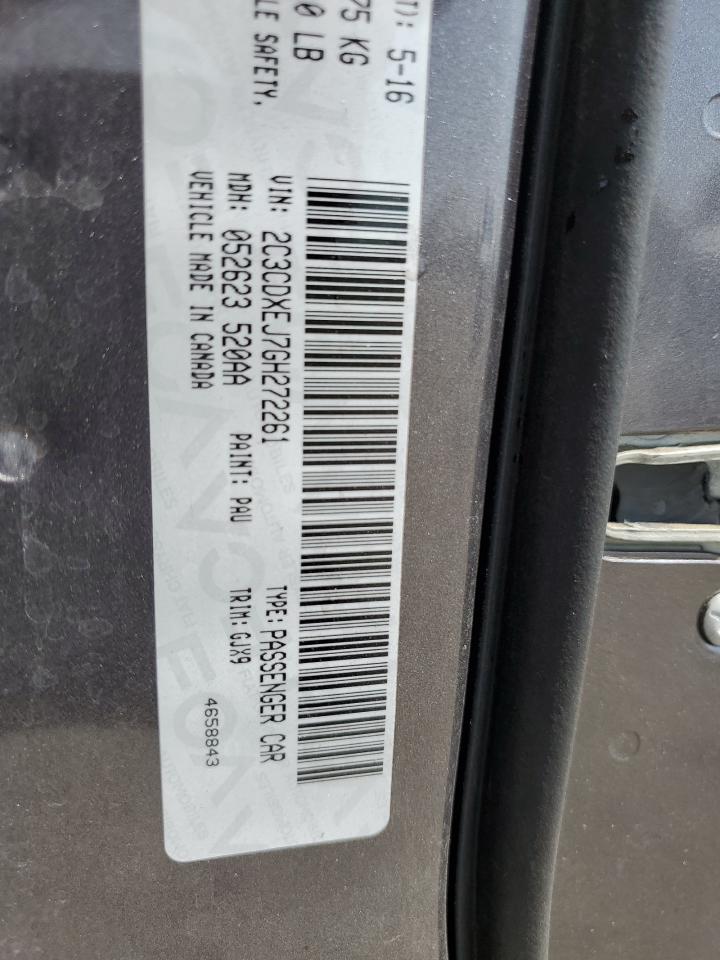 T): 5-16
75 KG
0 LB
LE SAFETY,
VIN: 2C3CDXEJ7GH272261
TYPE: PASSENGER CAR
MDH: 052623 520AA
PAINT: PAU
TRIM: GJX9
VEHICLE MADE IN CANADA
4658843